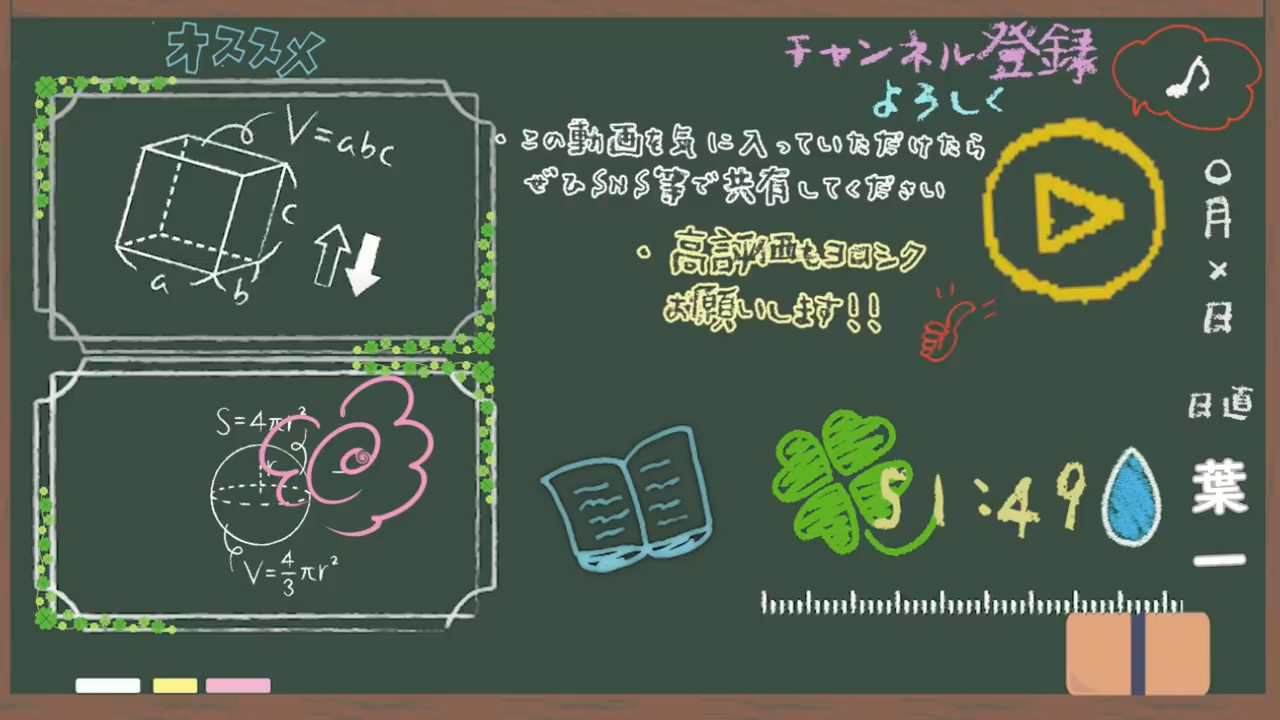 オススメ
V=abc
c
a
b
S=4πr²
r
V=4/3πr²
チャンネル登録
よろしく
・この動画を気に入っていただけたら
ぜひSNS等で共有してください
・高評価もヨロシク
お願いします!!
51:49
〇月×日
日直
葉一